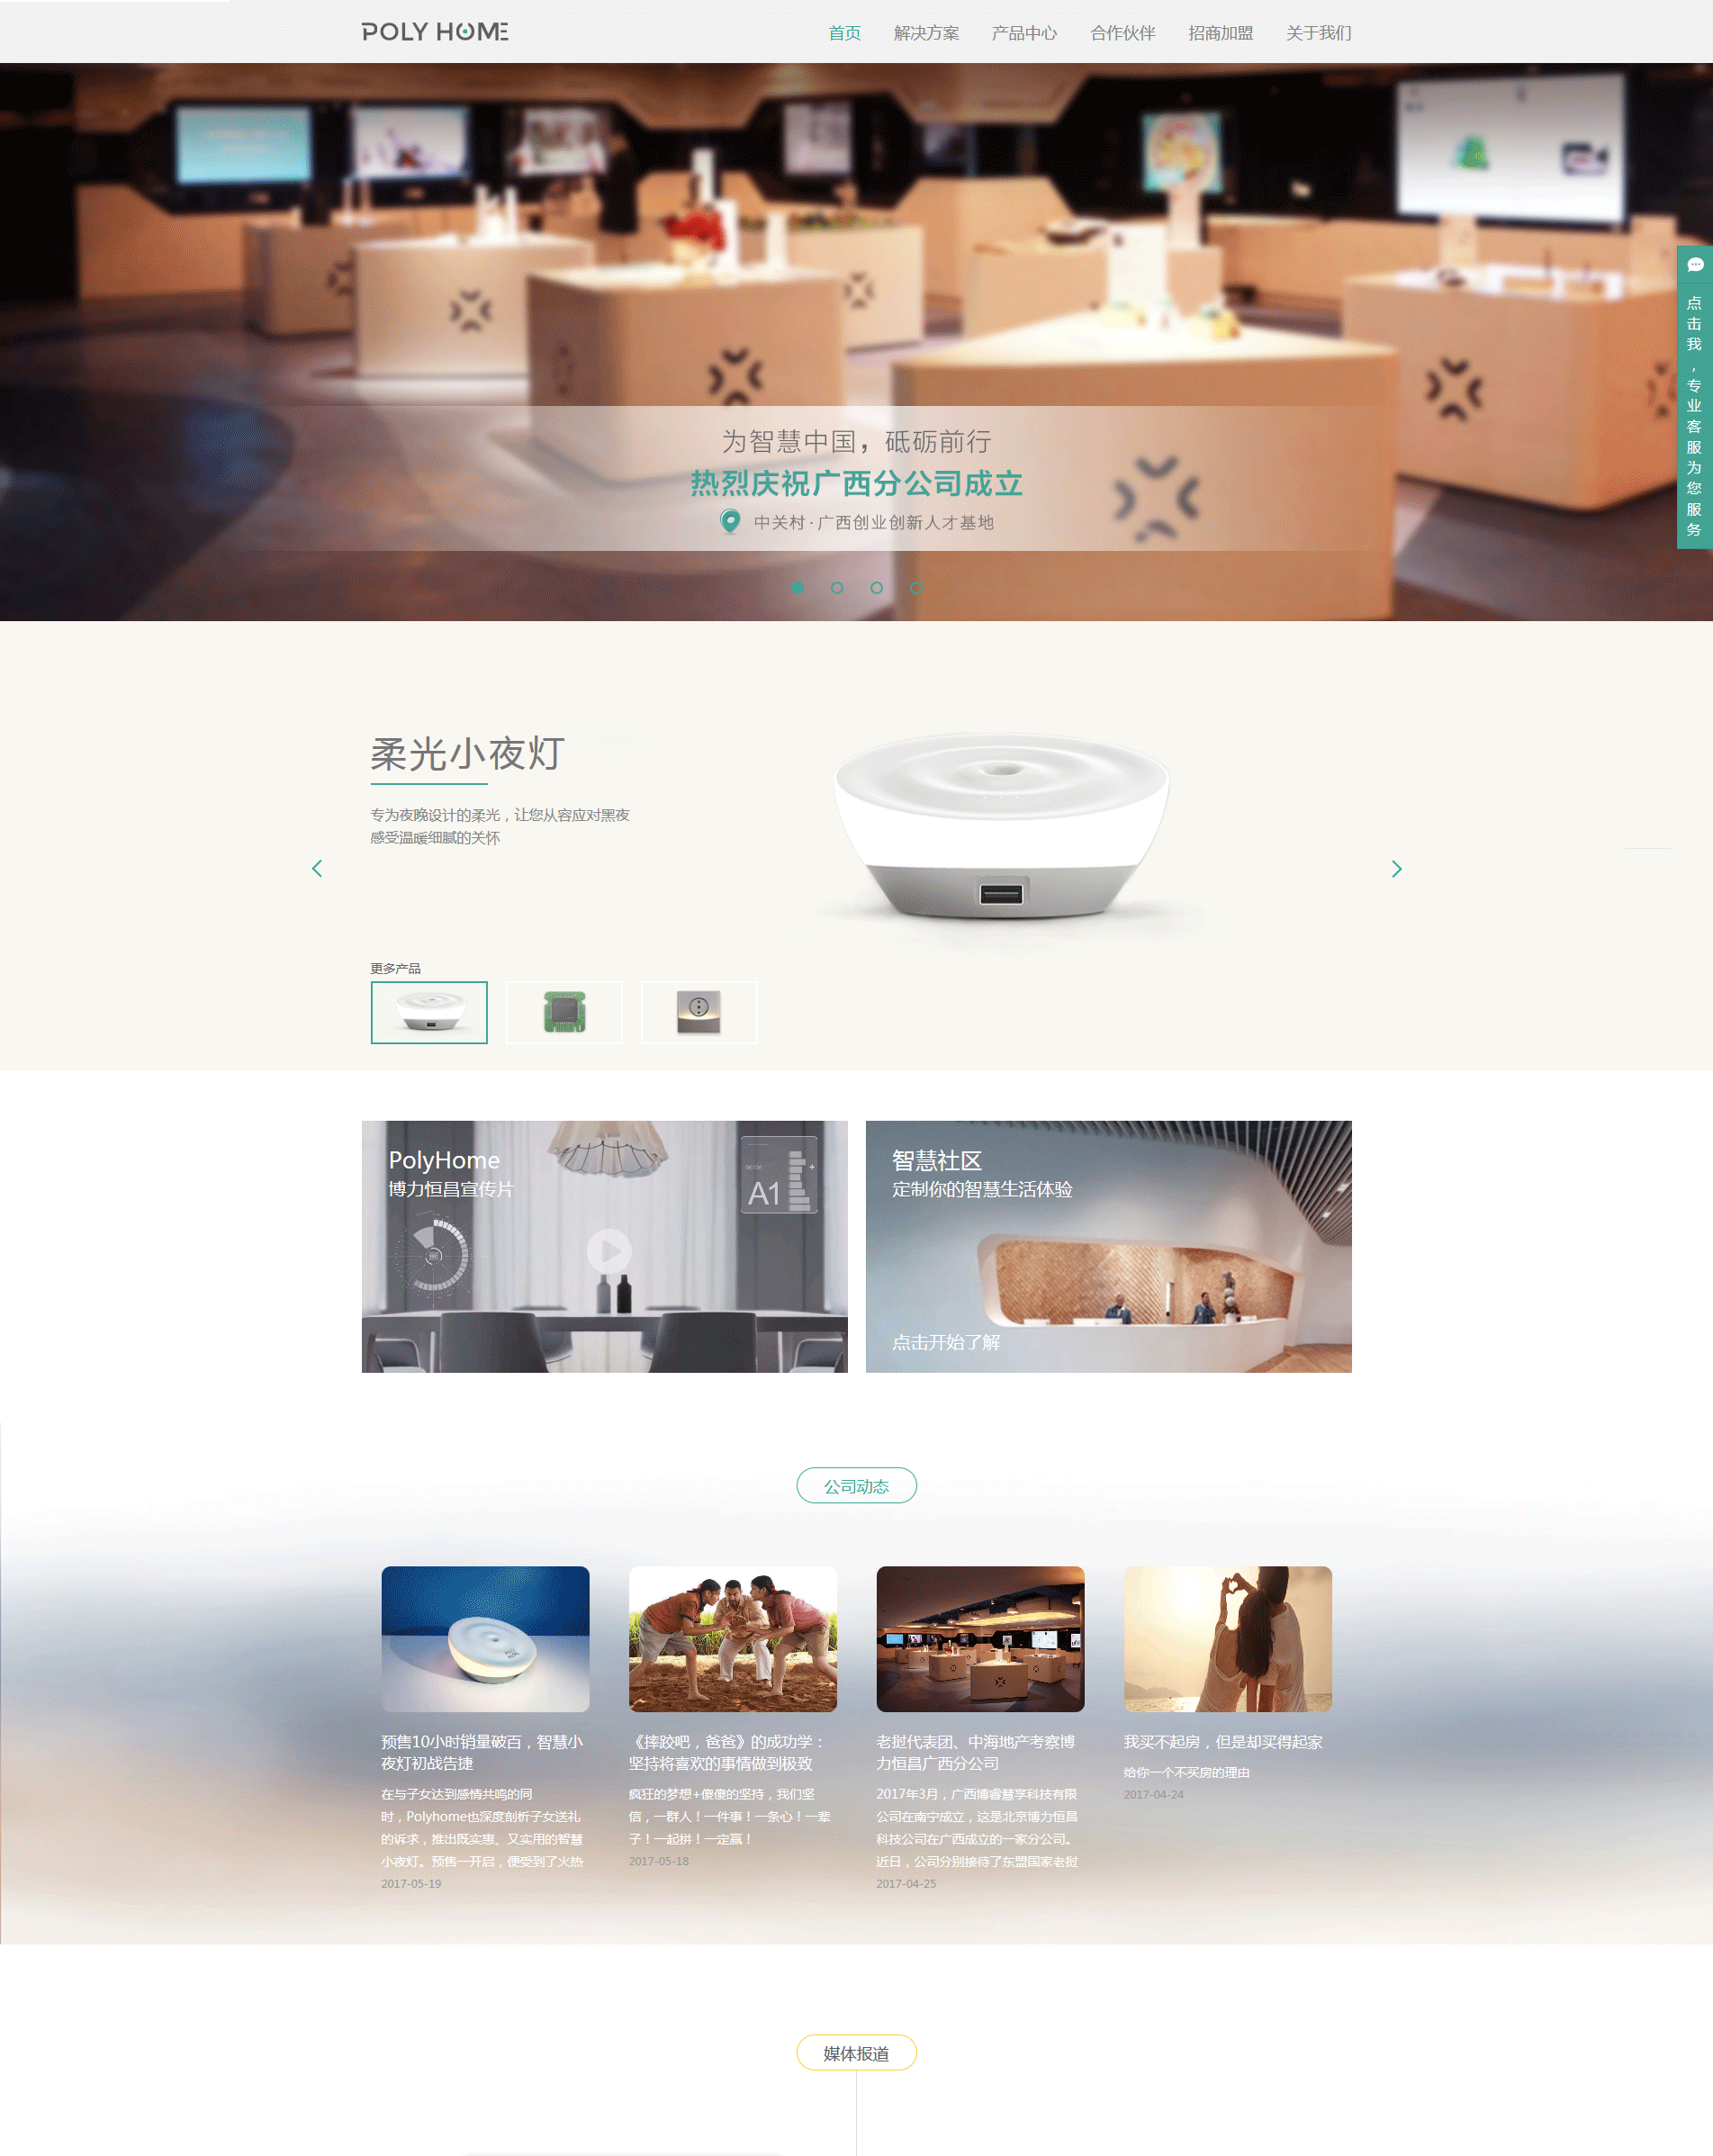 POLY HOME
首页 解决方案 产品中心 合作伙伴 招商加盟 关于我们
点击我，专业客服为您服务
为智慧中国，砥砺前行
热烈庆祝广西分公司成立
中关村·广西创业创新人才基地
柔光小夜灯
专为夜晚设计的柔光，让您从容应对黑夜
感受温暖细腻的关怀
更多产品
PolyHome
博力恒昌宣传片
A1
智慧社区
定制你的智慧生活体验
点击开始了解
公司动态
预售10小时销量破百，智慧小
夜灯初战告捷
在与子女达到感情共鸣的同
时，Polyhome也深度剖析子女送礼
的诉求，推出既实惠、又实用的智慧
小夜灯。预售一开启，便受到了火热
2017-05-19
《摔跤吧，爸爸》的成功学：
坚持将喜欢的事情做到极致
疯狂的梦想+傻傻的坚持，我们坚
信，一群人！一件事！一条心！一辈
子！一起拼！一定赢！
2017-05-18
老挝代表团、中海地产考察博
力恒昌广西分公司
2017年3月，广西博睿慧享科技有限
公司在南宁成立，这是北京博力恒昌
科技公司在广西成立的一家分公司。
近日，公司分别接待了东盟国家老挝
2017-04-25
我买不起房，但是却买得起家
给你一个不买房的理由
2017-04-24
媒体报道